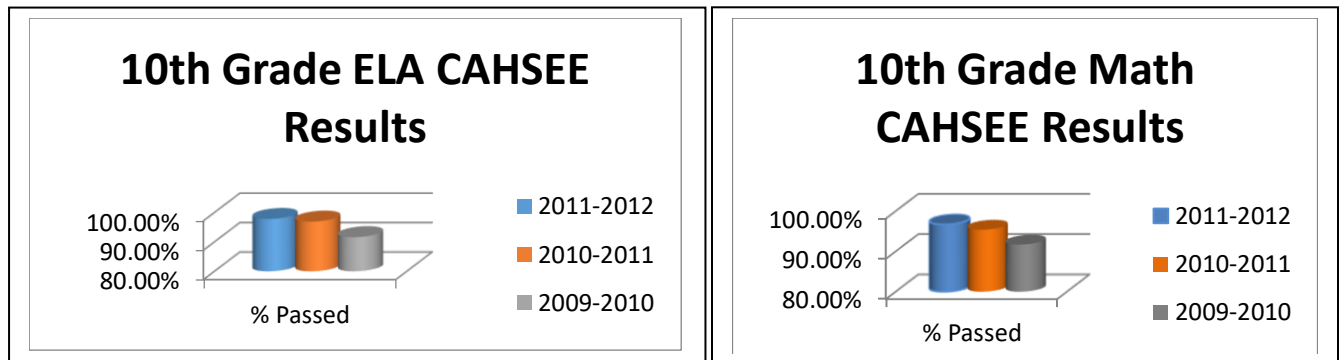 10th Grade ELA CAHSEE
Results
100.00%
90.00%
80.00%
% Passed
2011-2012
2010-2011
2009-2010
10th Grade Math
CAHSEE Results
100.00%
90.00%
80.00%
% Passed
2011-2012
2010-2011
2009-2010